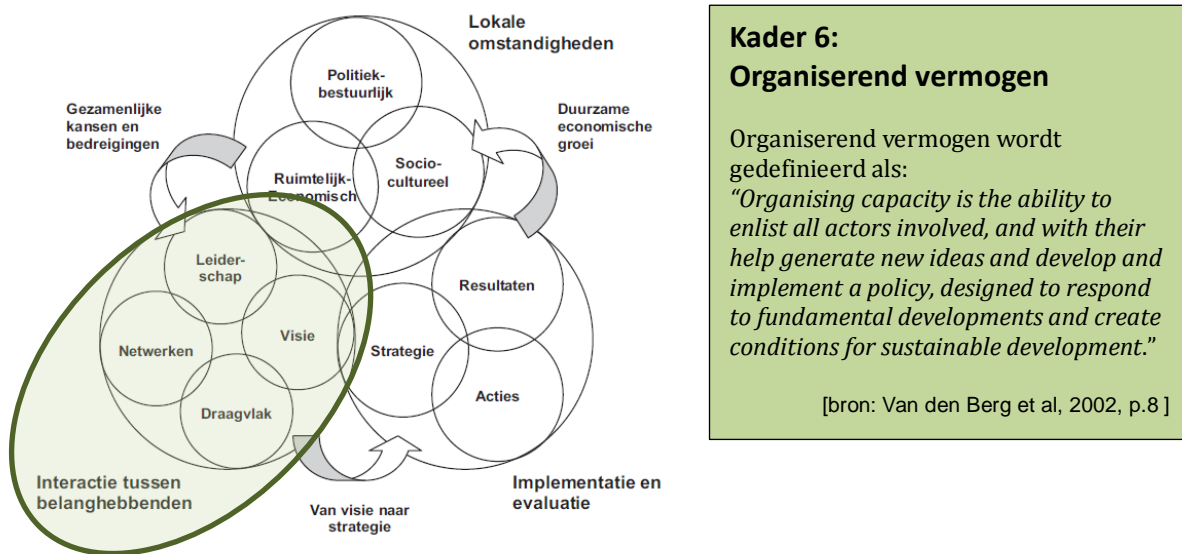 Lokale
omstandigheden
Politiek-
bestuurlijk
Gezamenlijke
kansen en
bedreigingen
Duurzame
economische
groei
Socio-
cultureel
Ruimtelijk-
Economisch
Leider-
schap
Resultaten
Visie
Netwerken
Strategie
Draagvlak
Acties
Interactie tussen
belanghebbenden
Implementatie en
evaluatie
Van visie naar
strategie
Kader 6:
Organiserend vermogen
Organiserend vermogen wordt
gedefinieerd als:
“Organising capacity is the ability to
enlist all actors involved, and with their
help generate new ideas and develop and
implement a policy, designed to respond
to fundamental developments and create
conditions for sustainable development.”
[bron: Van den Berg et al, 2002, p.8 ]